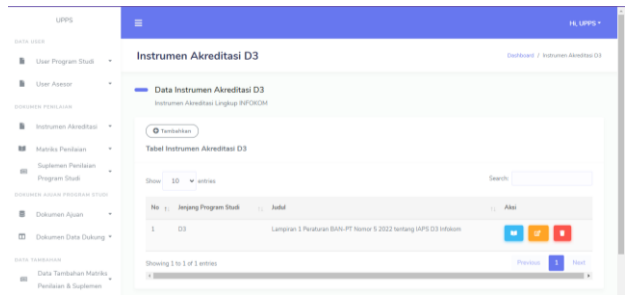 UPPS
Hi, UPPS
DATA USER
User Program Studi
User Asesor
DOKUMEN PENILAIAN
Instrumen Akreditasi
Matriks Penilaian
Suplemen Penilaian
Program Studi
DOKUMEN AJUAN PROGRAM STUDI
Dokumen Ajuan
Dokumen Data Dukung
DATA TAMBAHAN
Data Tambahan Matriks
Penilaian & Suplemen
Instrumen Akreditasi D3
Dashboard / Instrumen Akreditasi D3
Data Instrumen Akreditasi D3
Instrumen Akreditasi Lingkup INFOKOM
Tambahkan
Tabel Instrumen Akreditasi D3
Show 10 entries
Search:
No Jenjang Program Studi Judul Aksi
1 D3 Lampiran 1 Peraturan BAN-PT Nomor 5 2022 tentang IAPS D3 Infokom
Showing 1 to 1 of 1 entries
Previous 1 Next